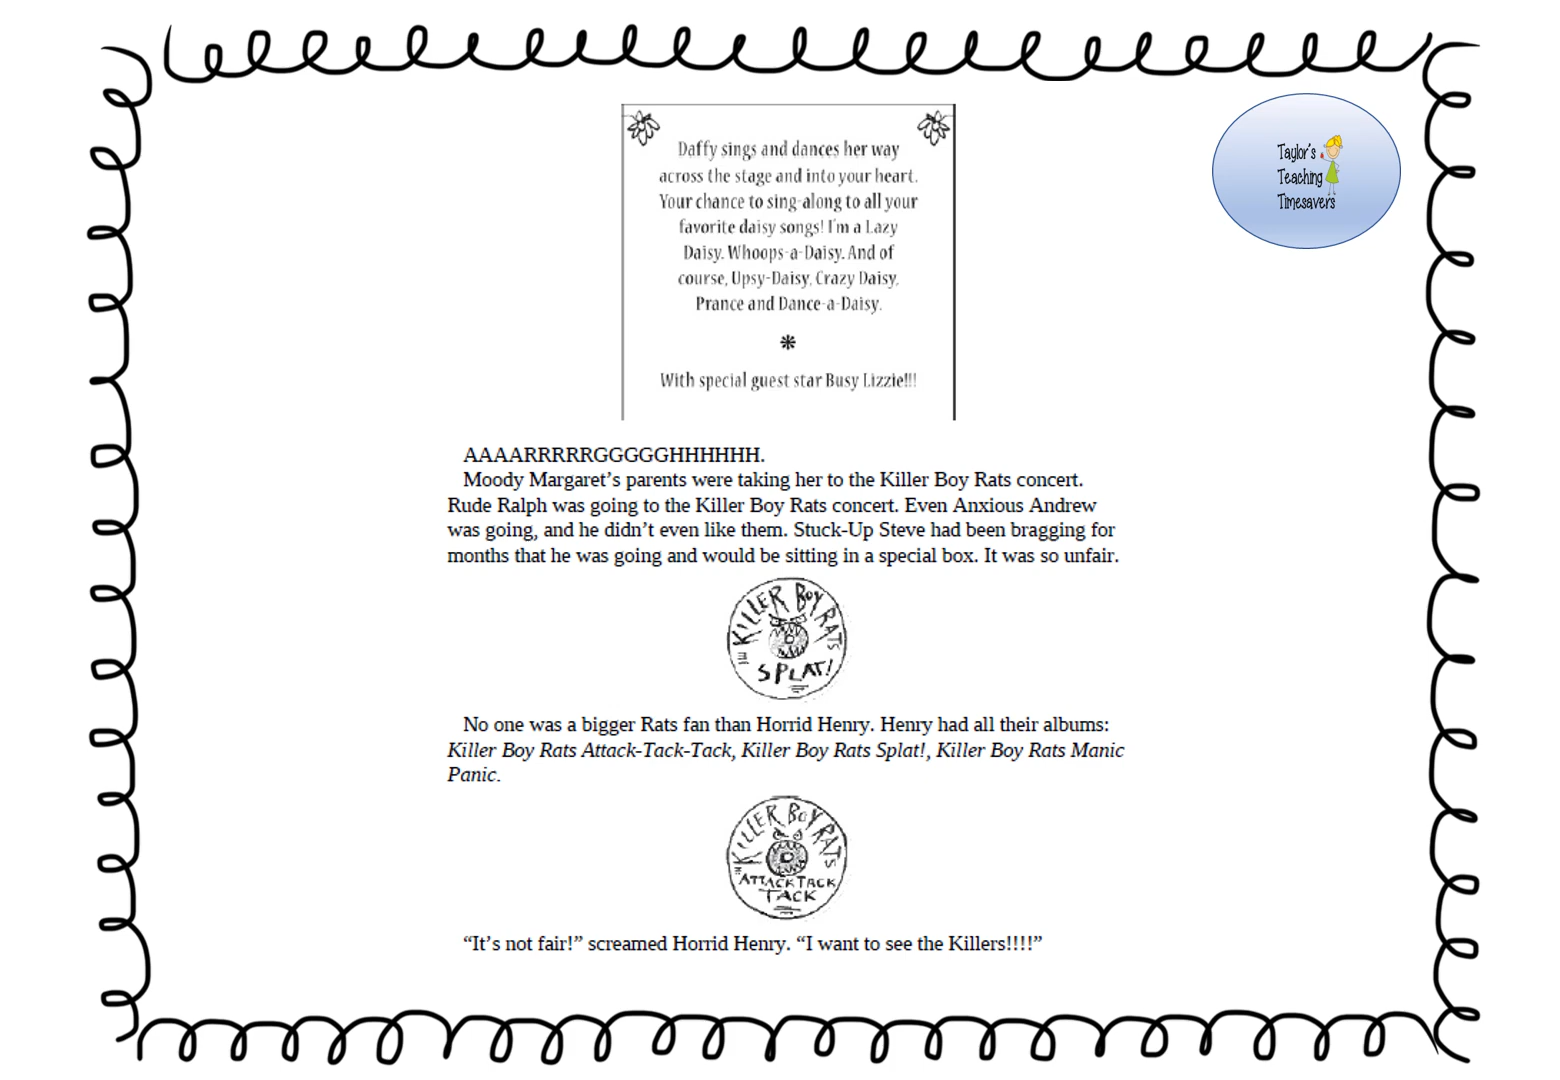 Daffy sings and dances her way
across the stage and into your heart.
Your chance to sing-along to all your
favorite daisy songs! I'm a Lazy
Daisy. Whoops-a-Daisy. And of
course, Upsy-Daisy, Crazy Daisy,
Prance and Dance-a-Daisy.
With special guest star Busy Lizzie!!!
Taylor's
Teaching
Timesavers
AAAARRRRRGGGGGHHHHHH.
Moody Margaret’s parents were taking her to the Killer Boy Rats concert.
Rude Ralph was going to the Killer Boy Rats concert. Even Anxious Andrew
was going, and he didn’t even like them. Stuck-Up Steve had been bragging for
months that he was going and would be sitting in a special box. It was so unfair.
KILLER BOY RATS
SPLAT!
No one was a bigger Rats fan than Horrid Henry. Henry had all their albums:
Killer Boy Rats Attack-Tack-Tack, Killer Boy Rats Splat!, Killer Boy Rats Manic
Panic.
KILLER BOY RATS
ATTACK TACK
TACK
“It’s not fair!” screamed Horrid Henry. “I want to see the Killers!!!!”